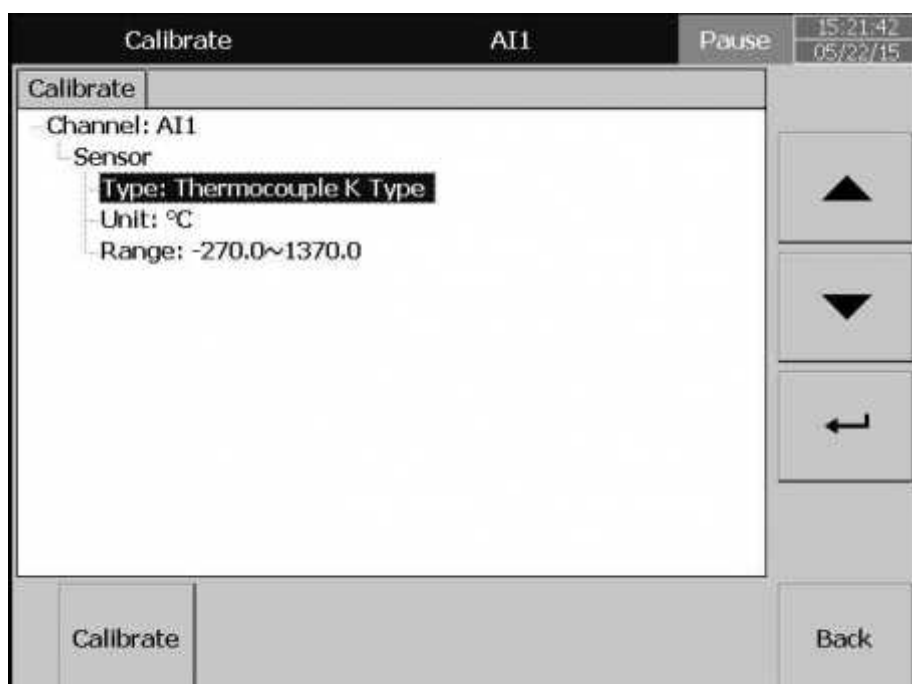 Calibrate AI1 Pause 15:21:42
05/22/15
Calibrate
Channel: AI1
Sensor
Type: Thermocouple K Type
Unit: °C
Range: -270.0~1370.0
Calibrate Back